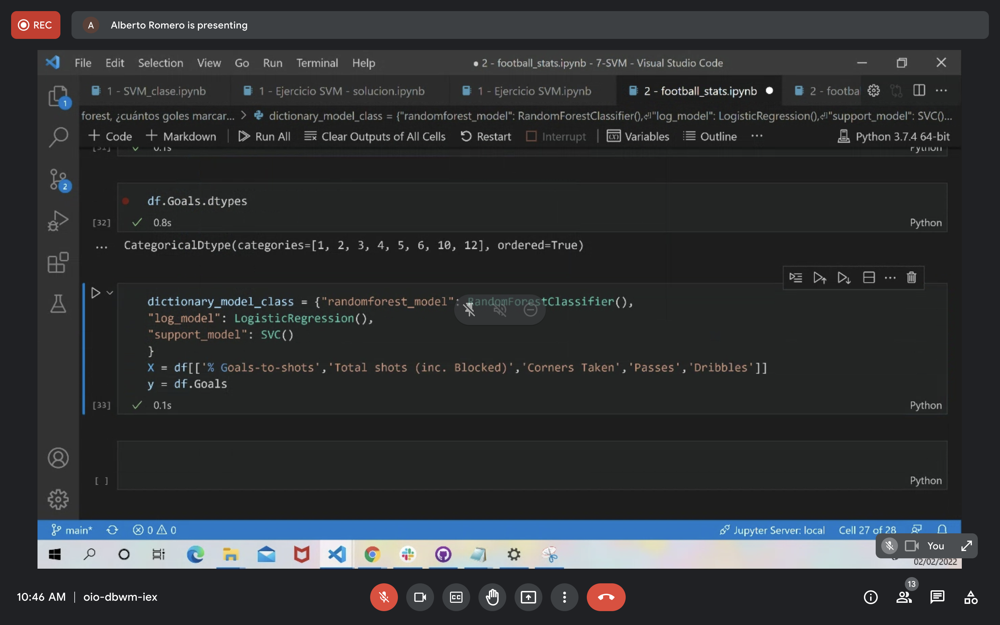 REC
A
Alberto Romero is presenting
File Edit Selection View Go Run Terminal Help
● 2 - football_stats.ipynb - 7-SVM - Visual Studio Code
1 - SVM_clase.ipynb
1 - Ejercicio SVM - solucion.ipynb
1 - Ejercicio SVM.ipynb
2 - football_stats.ipynb ●
2 - footba
1
forest, ¿cuántos goles marcar... > dictionary_model_class = {"randomforest_model": RandomForestClassifier(),⏎"log_model": LogisticRegression(),⏎"support_model": SVC()...
+ Code + Markdown Run All Clear Outputs of All Cells Restart Interrupt Variables Outline ... Python 3.7.4 64-bit
[31] 0.1s Python
2
df.Goals.dtypes
[32] 0.8s Python
... CategoricalDtype(categories=[1, 2, 3, 4, 5, 6, 10, 12], ordered=True)
dictionary_model_class = {"randomforest_model": RandomForestClassifier(),
"log_model": LogisticRegression(),
"support_model": SVC()
}
X = df[['% Goals-to-shots','Total shots (inc. Blocked)','Corners Taken','Passes','Dribbles']]
y = df.Goals
[33] 0.1s Python
[ ] Python
main* 0 0 Jupyter Server: local Cell 27 of 28
You
02/02/2022
10:46 AM | oio-dbwm-iex
CC
13